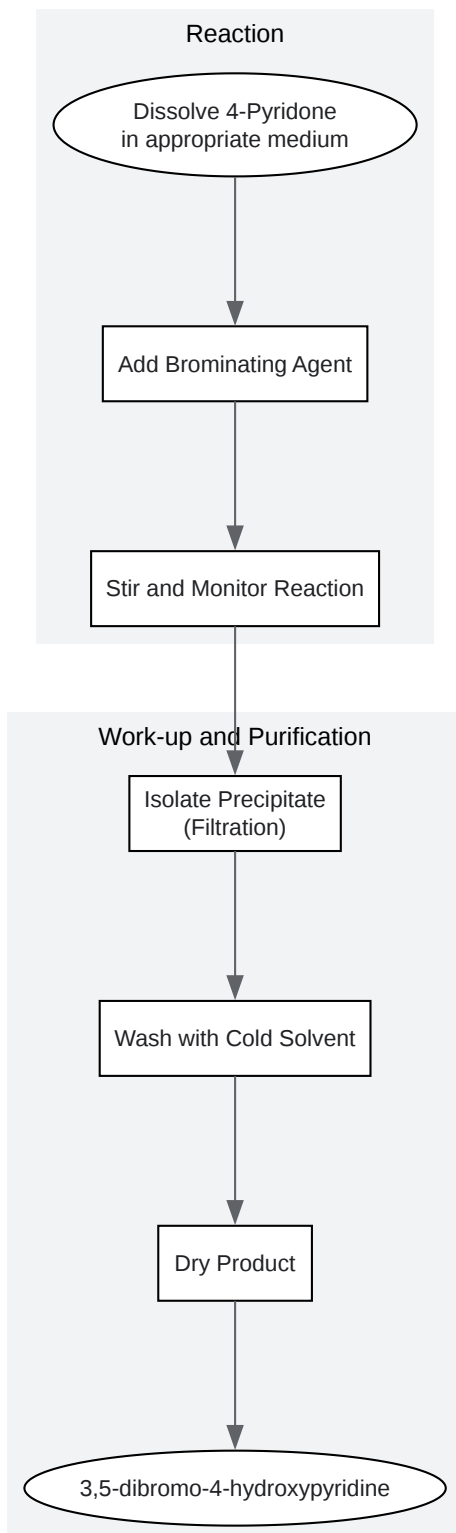 Reaction
Dissolve 4-Pyridone
in appropriate medium
Add Brominating Agent
Stir and Monitor Reaction
Work-up and Purification
Isolate Precipitate
(Filtration)
Wash with Cold Solvent
Dry Product
3,5-dibromo-4-hydroxypyridine